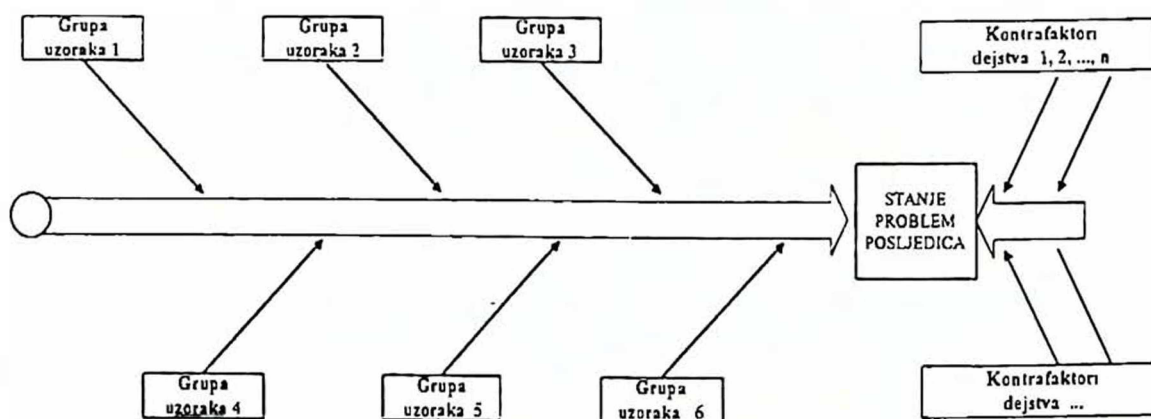 Grupa
uzoraka 1
Grupa
uzoraka 2
Grupa
uzoraka 3
Kontrafaktori
dejstva 1, 2, ..., n
STANJE
PROBLEM
POSLJEDICA
Grupa
uzoraka 4
Grupa
uzoraka 5
Grupa
uzoraka 6
Kontrafaktori
dejstva ...